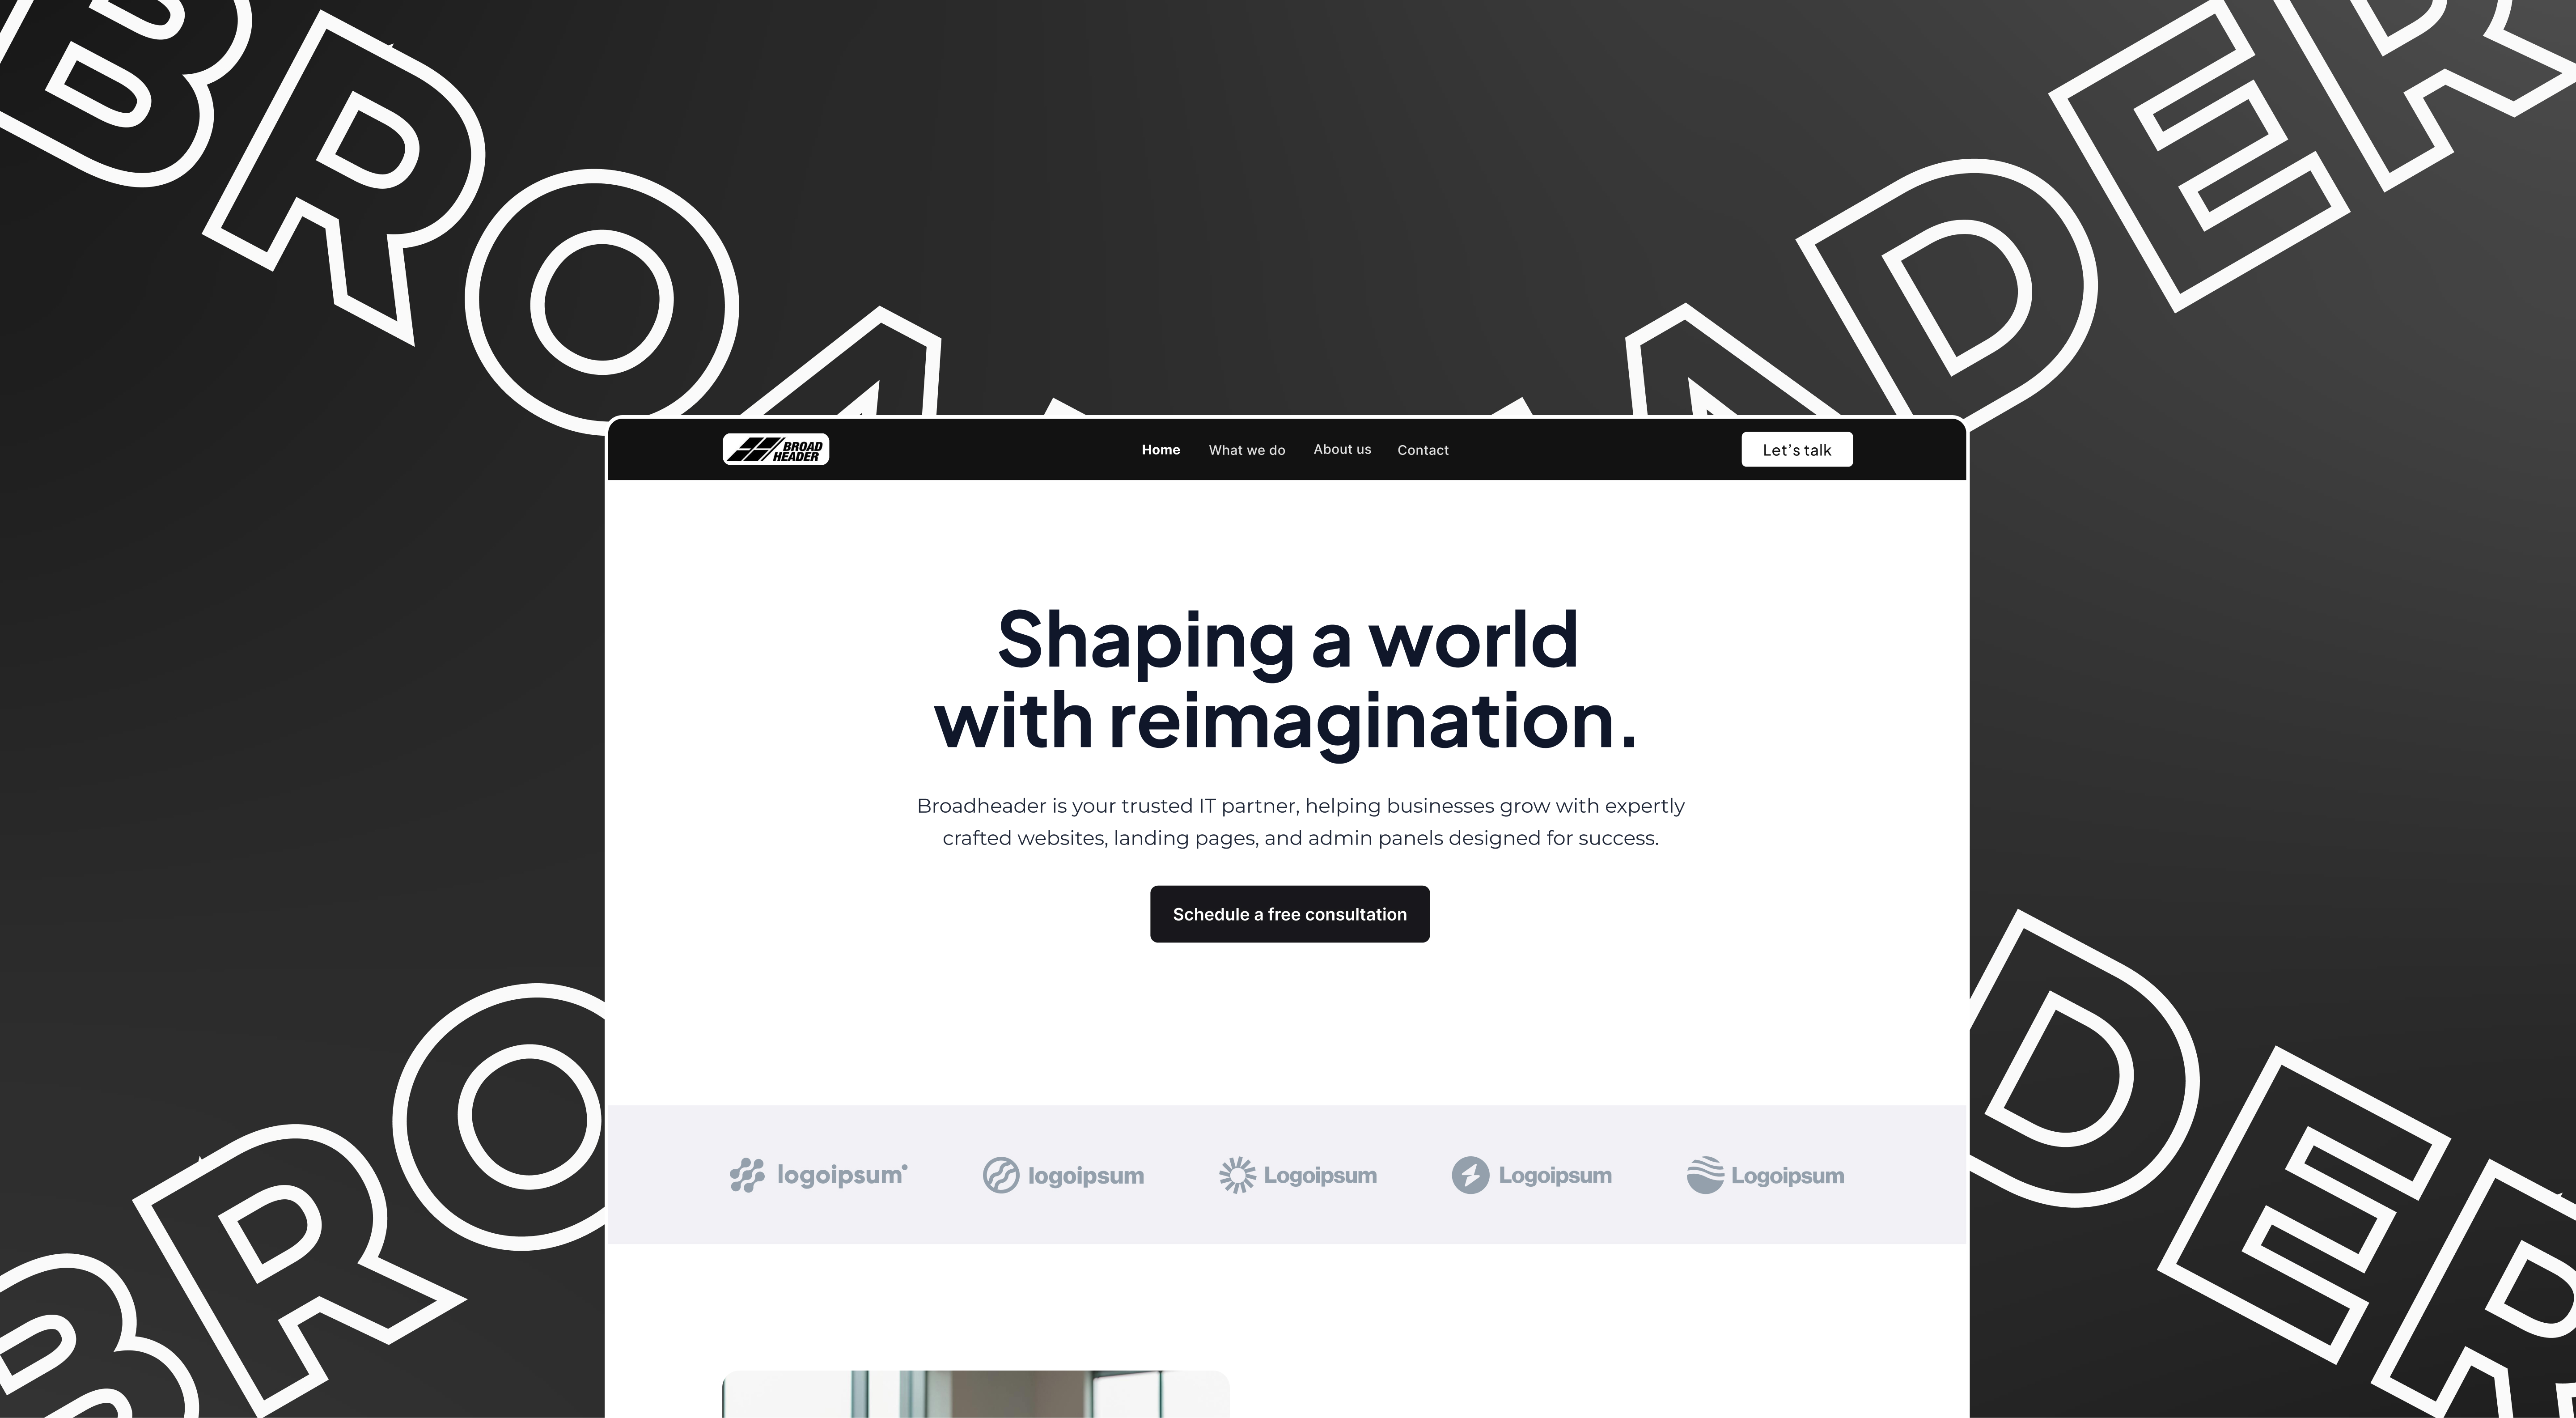 BROA
ADER
BROAD
HEADER
Home What we do About us Contact
Let's talk
Shaping a world
with reimagination.
Broadheader is your trusted IT partner, helping businesses grow with expertly
crafted websites, landing pages, and admin panels designed for success.
Schedule a free consultation
BRO
DER
logoipsum logoipsum Logoipsum Logoipsum Logoipsum